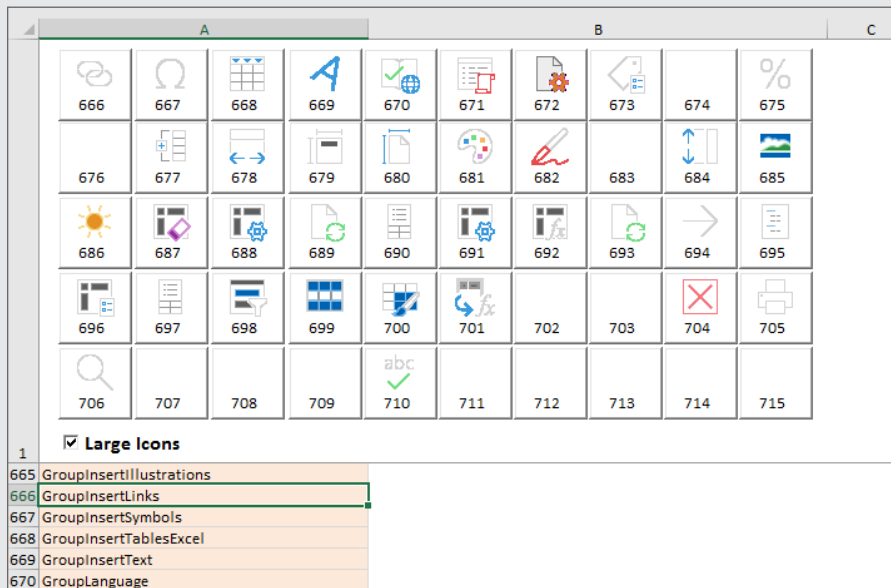 A B C
666 667 668 669 670 671 672 673 674 675
676 677 678 679 680 681 682 683 684 685
686 687 688 689 690 691 692 693 694 695
696 697 698 699 700 701 702 703 704 705
abc
706 707 708 709 710 711 712 713 714 715
1 Large Icons
665 GroupInsertIllustrations
666 GroupInsertLinks
667 GroupInsertSymbols
668 GroupInsertTablesExcel
669 GroupInsertText
670 GroupLanguage